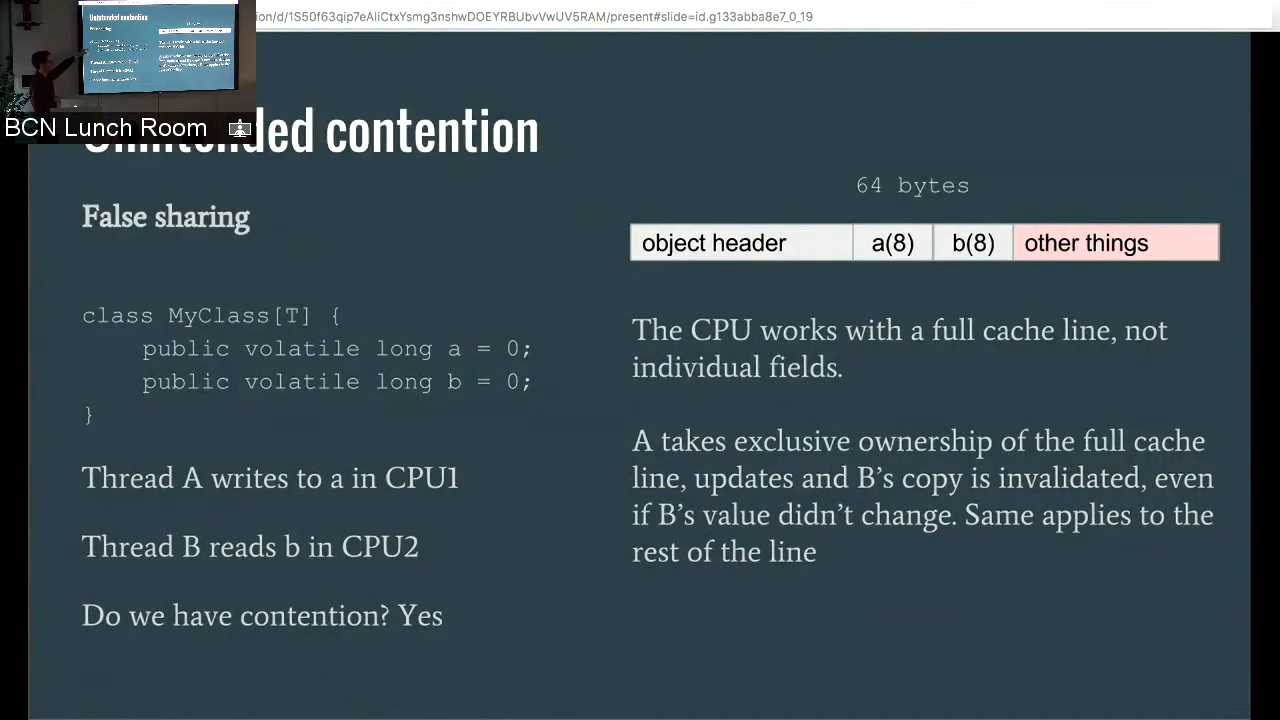 ion/d/1S50f63qip7eAliCtxYsmg3nshwDOEYRBUbvVwUV5RAM/present#slide=id.g133abba8e7_0_19
Unintended contention
BCN Lunch Room
Unintended contention
False sharing
class MyClass[T] {
public volatile long a = 0;
public volatile long b = 0;
}
Thread A writes to a in CPU1
Thread B reads b in CPU2
Do we have contention? Yes
64 bytes
object header a(8) b(8) other things
The CPU works with a full cache line, not
individual fields.
A takes exclusive ownership of the full cache
line, updates and B’s copy is invalidated, even
if B’s value didn’t change. Same applies to the
rest of the line